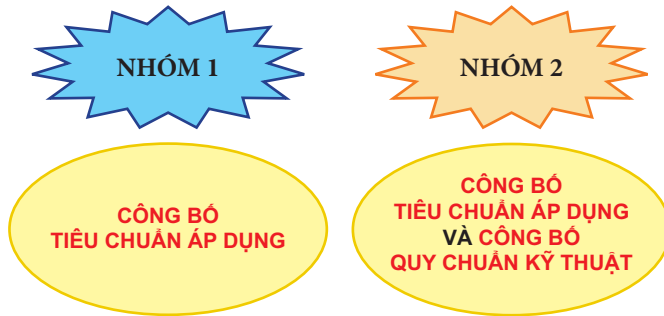 NHÓM 1
NHÓM 2
CÔNG BỐ
TIÊU CHUẨN ÁP DỤNG
CÔNG BỐ
TIÊU CHUẨN ÁP DỤNG
VÀ CÔNG BỐ
QUY CHUẨN KỸ THUẬT